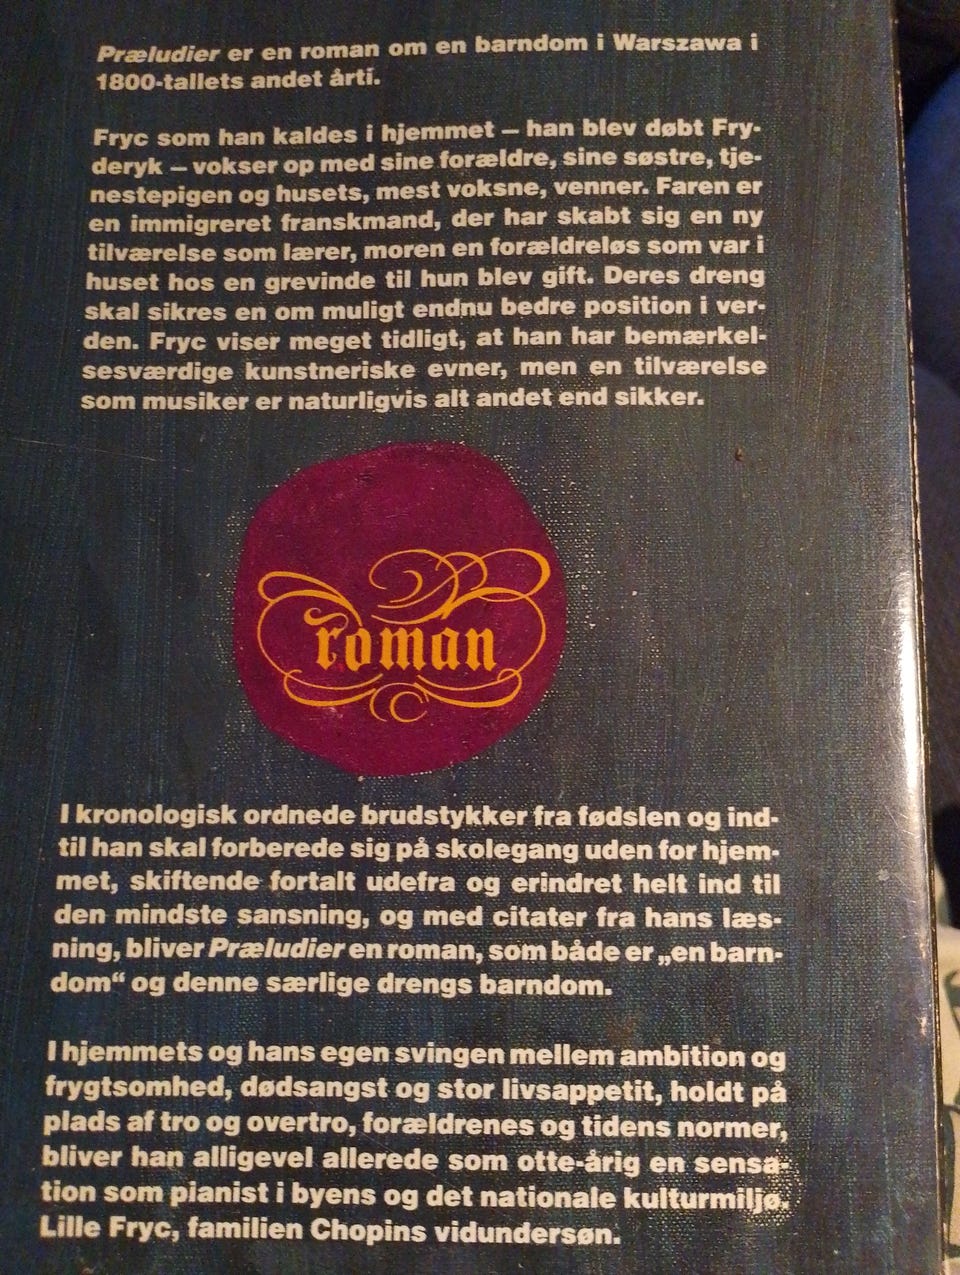 Præludier er en roman om en barndom i Warszawa i
1800-tallets andet årti.
Fryc som han kaldes i hjemmet – han blev døbt Fry-
deryk – vokser op med sine forældre, sine søstre, tje-
nestepigen og husets, mest voksne, venner. Faren er
en immigreret franskmand, der har skabt sig en ny
tilværelse som lærer, moren en forældreløs som var i
huset hos en grevinde til hun blev gift. Deres dreng
skal sikres en om muligt endnu bedre position i ver-
den. Fryc viser meget tidligt, at han har bemærkel-
sesværdige kunstneriske evner, men en tilværelse
som musiker er naturligvis alt andet end sikker.
roman
I kronologisk ordnede brudstykker fra fødslen og ind-
til han skal forberede sig på skolegang uden for hjem-
met, skiftende fortalt udefra og erindret helt ind til
den mindste sansning, og med citater fra hans læs-
ning, bliver Præludier en roman, som både er „en barn-
dom“ og denne særlige drengs barndom.
I hjemmets og hans egen svingen mellem ambition og
frygtsomhed, dødsangst og stor livsappetit, holdt på
plads af tro og overtro, forældrenes og tidens normer,
bliver han alligevel allerede som otte-årig en sensa-
tion som pianist i byens og det nationale kulturmiljø.
Lille Fryc, familien Chopins vidundersøn.